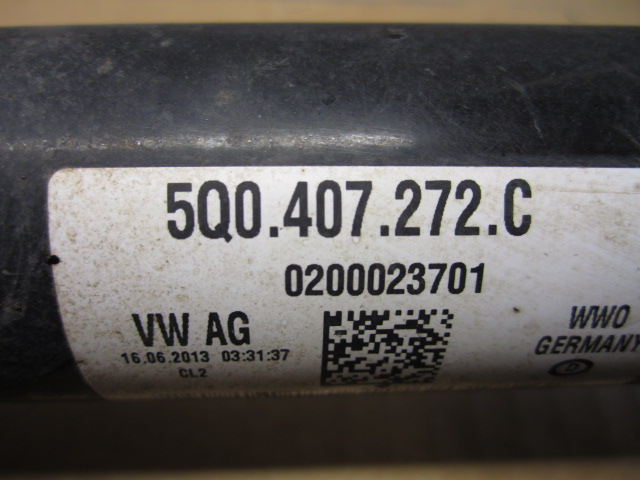 5Q0.407.272.C
0200023701
VW AG
16.06.2013 03:31:37
CL2
WWO
GERMANY